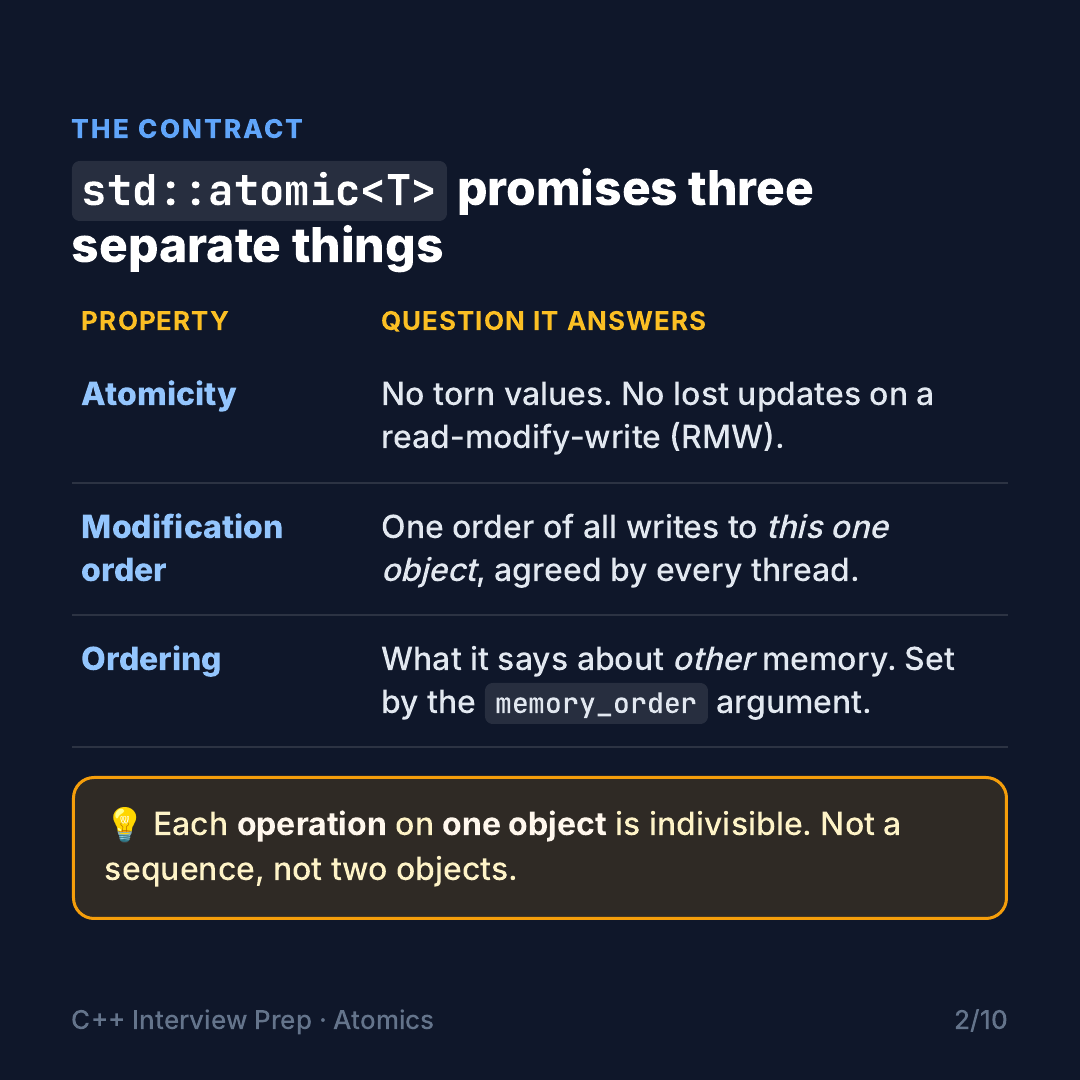 THE CONTRACT
std::atomic<T> promises three
separate things
PROPERTY QUESTION IT ANSWERS
Atomicity No torn values. No lost updates on a
read-modify-write (RMW).
Modification One order of all writes to this one
order object, agreed by every thread.
Ordering What it says about other memory. Set
by the memory_order argument.
💡 Each operation on one object is indivisible. Not a
sequence, not two objects.
C++ Interview Prep · Atomics 2/10